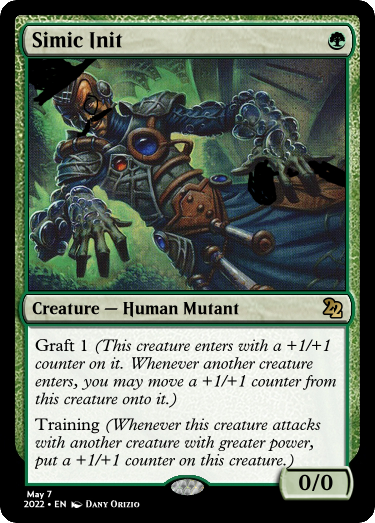 Simic Init
Creature — Human Mutant
Graft 1 (This creature enters with a +1/+1
counter on it. Whenever another creature
enters, you may move a +1/+1 counter from
this creature onto it.)
Training (Whenever this creature attacks
with another creature with greater power,
put a +1/+1 counter on this creature.)
0/0
May 7
2022 • EN Dany Orizio